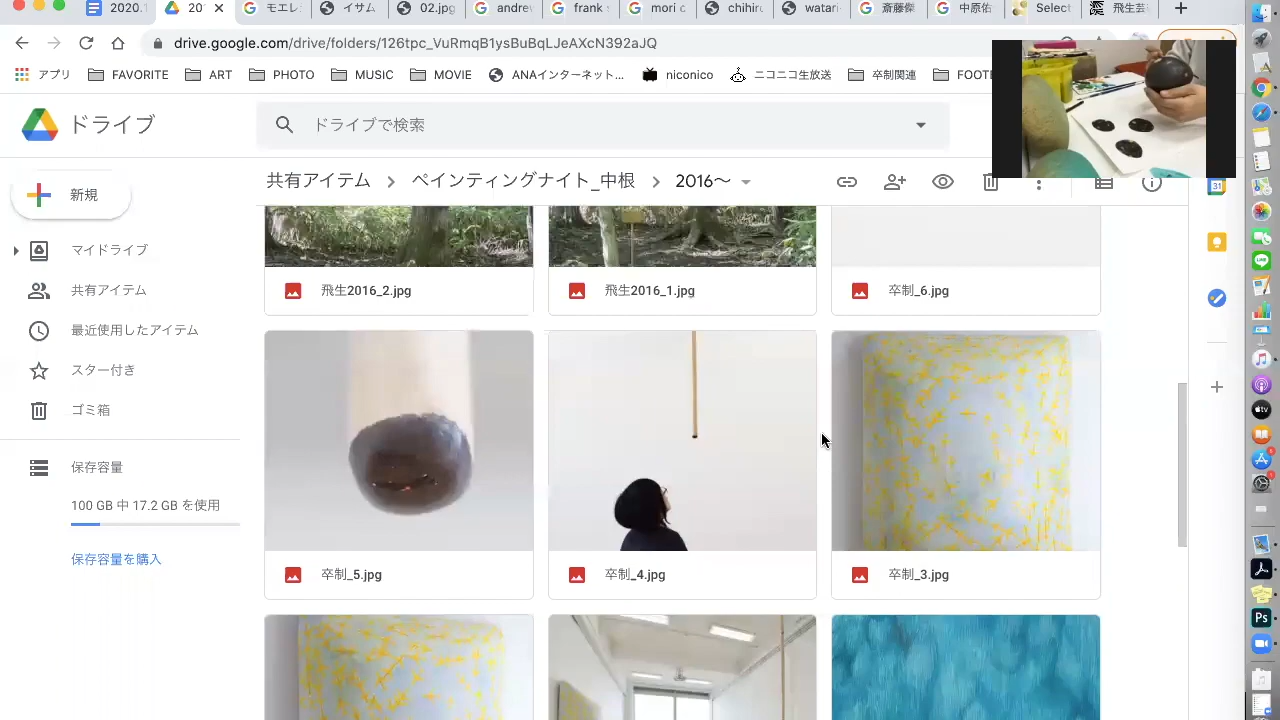 2020.1
20
モエレ
イサム
02.jpg
andre
frank s
mori c
chihiro
watari
斎藤傑
中原佑
Select
飛生芸
drive.google.com/drive/folders/126tpc_VuRmqB1ysBuBqLJeAXcN392aJQ
アプリ
FAVORITE
ART
PHOTO
MUSIC
MOVIE
ANAインターネット...
niconico
ニコニコ生放送
卒制関連
FOOT
ドライブ
ドライブで検索
新規
共有アイテム
ペインティングナイト_中根
2016〜
マイドライブ
共有アイテム
最近使用したアイテム
スター付き
ゴミ箱
保存容量
100 GB 中 17.2 GB を使用
保存容量を購入
飛生2016_2.jpg
飛生2016_1.jpg
卒制_6.jpg
卒制_5.jpg
卒制_4.jpg
卒制_3.jpg
31
tv
Ps